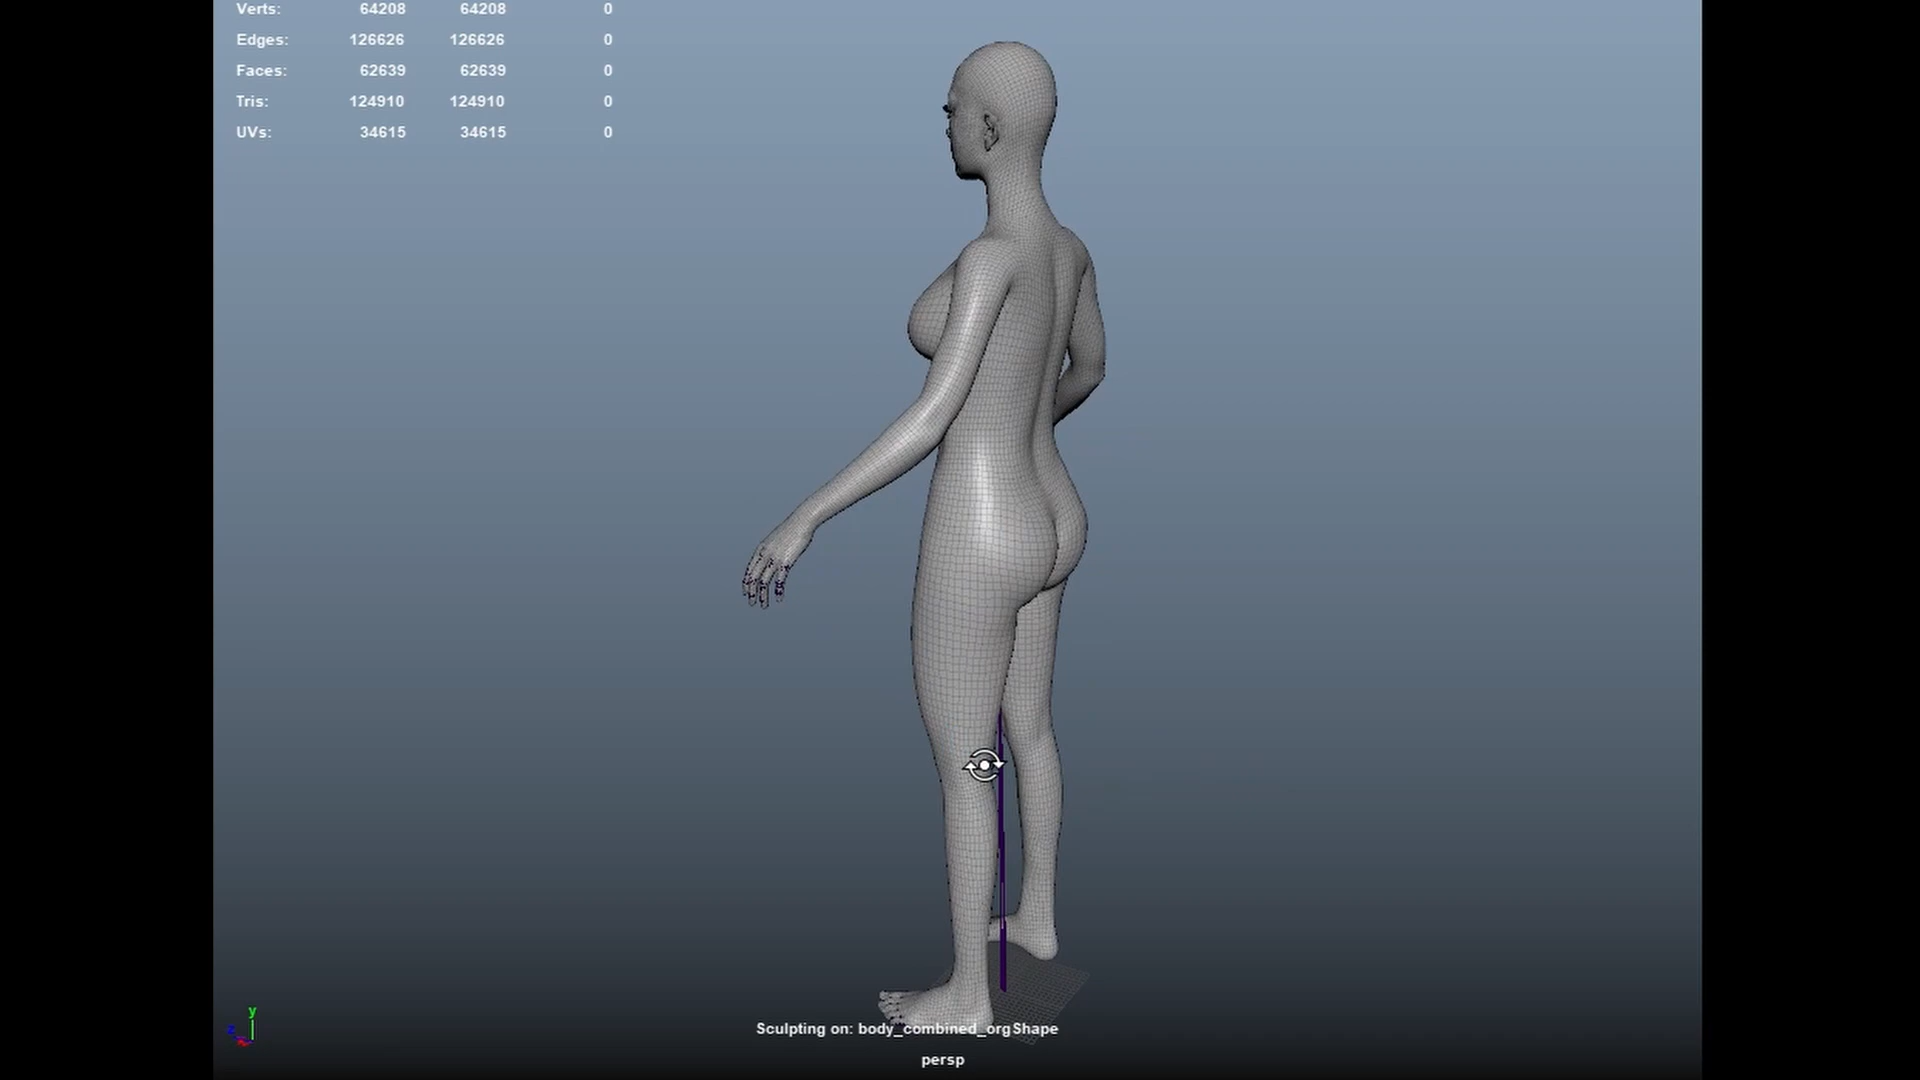 Verts: 64208 64208 0
Edges: 126626 126626 0
Faces: 62639 62639 0
Tris: 124910 124910 0
UVs: 34615 34615 0
y
z
Sculpting on: body_combined_orgShape
persp